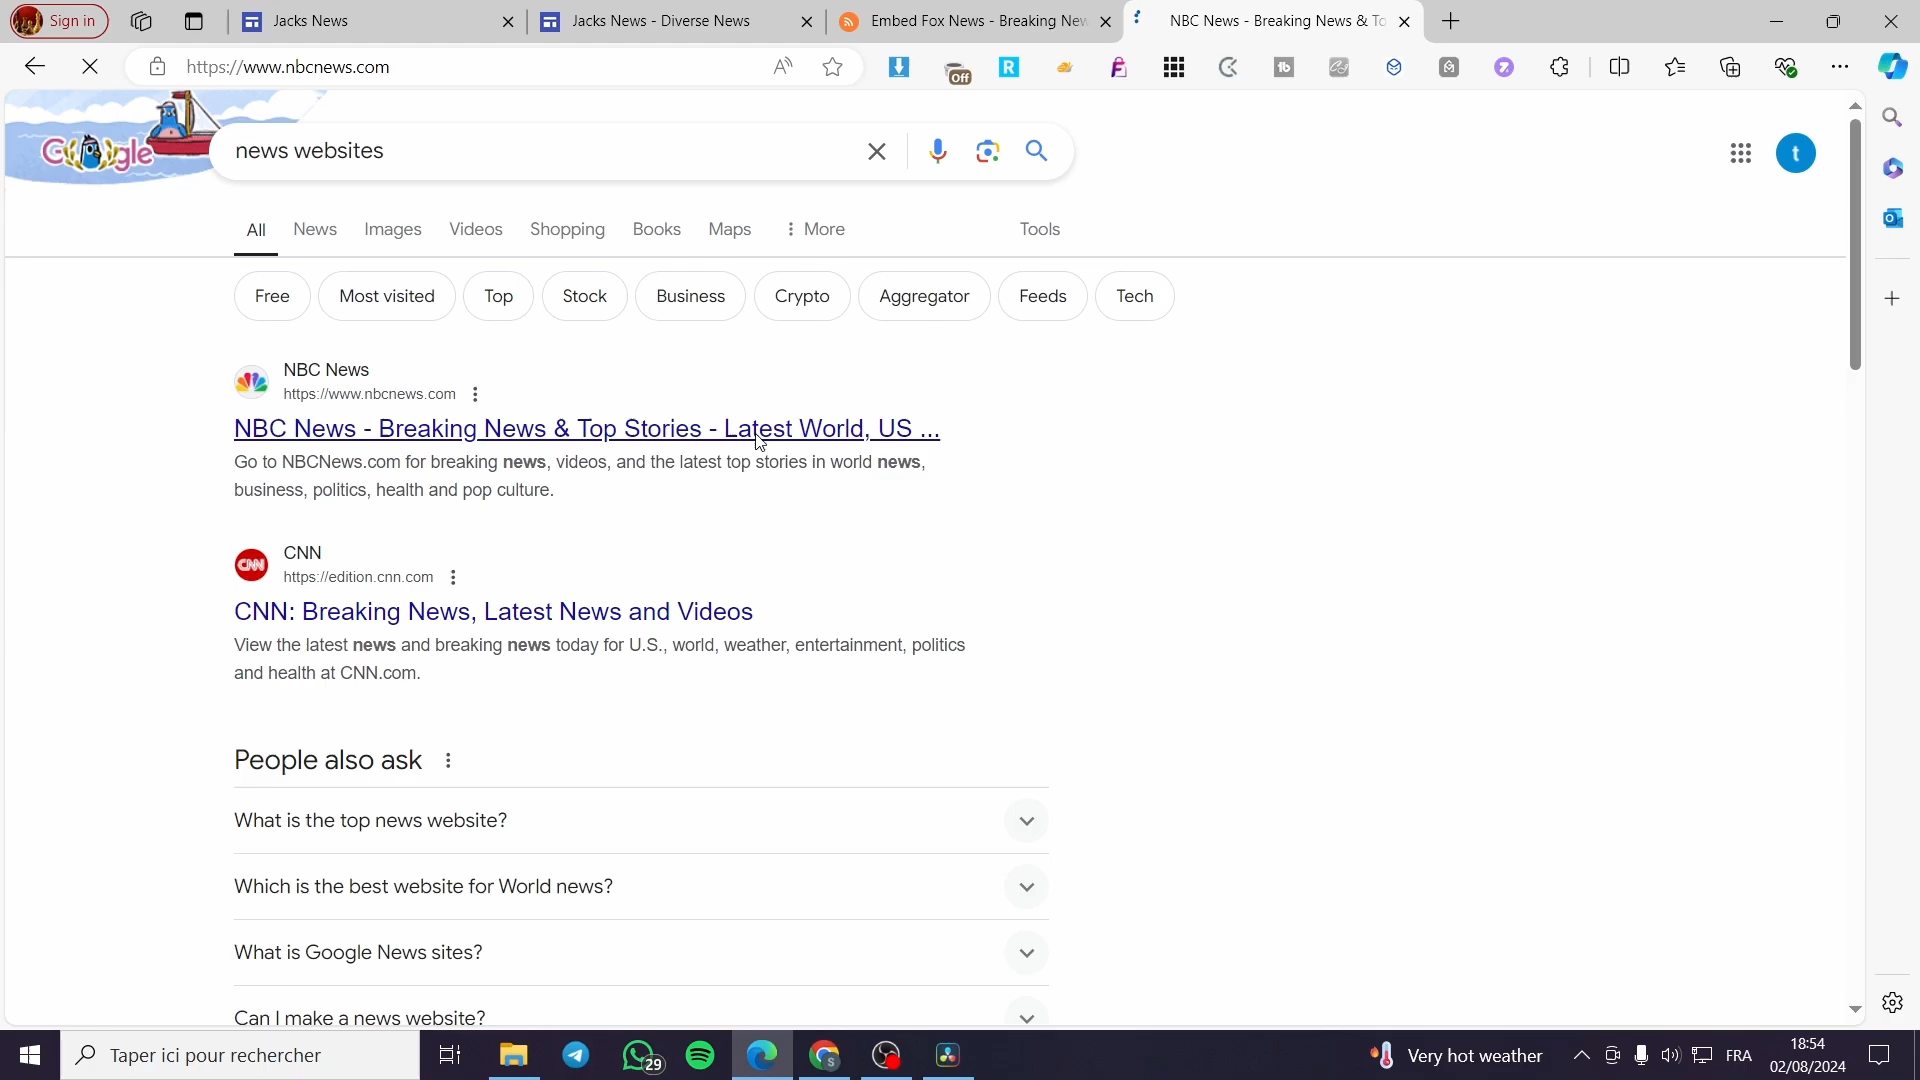 Sign in
Jacks News
Jacks News - Diverse News
Embed Fox News - Breaking New
NBC News - Breaking News & To
https://www.nbcnews.com
Off
Google
news websites
t
All
News
Images
Videos
Shopping
Books
Maps
More
Tools
Free
Most visited
Top
Stock
Business
Crypto
Aggregator
Feeds
Tech
NBC News
https://www.nbcnews.com
NBC News - Breaking News & Top Stories - Latest World, US ...
Go to NBCNews.com for breaking news, videos, and the latest top stories in world news,
business, politics, health and pop culture.
CNN
CNN
https://edition.cnn.com
CNN: Breaking News, Latest News and Videos
View the latest news and breaking news today for U.S., world, weather, entertainment, politics
and health at CNN.com.
People also ask
What is the top news website?
Which is the best website for World news?
What is Google News sites?
Can I make a news website?
Taper ici pour rechercher
29
Very hot weather
FRA
18:54
02/08/2024